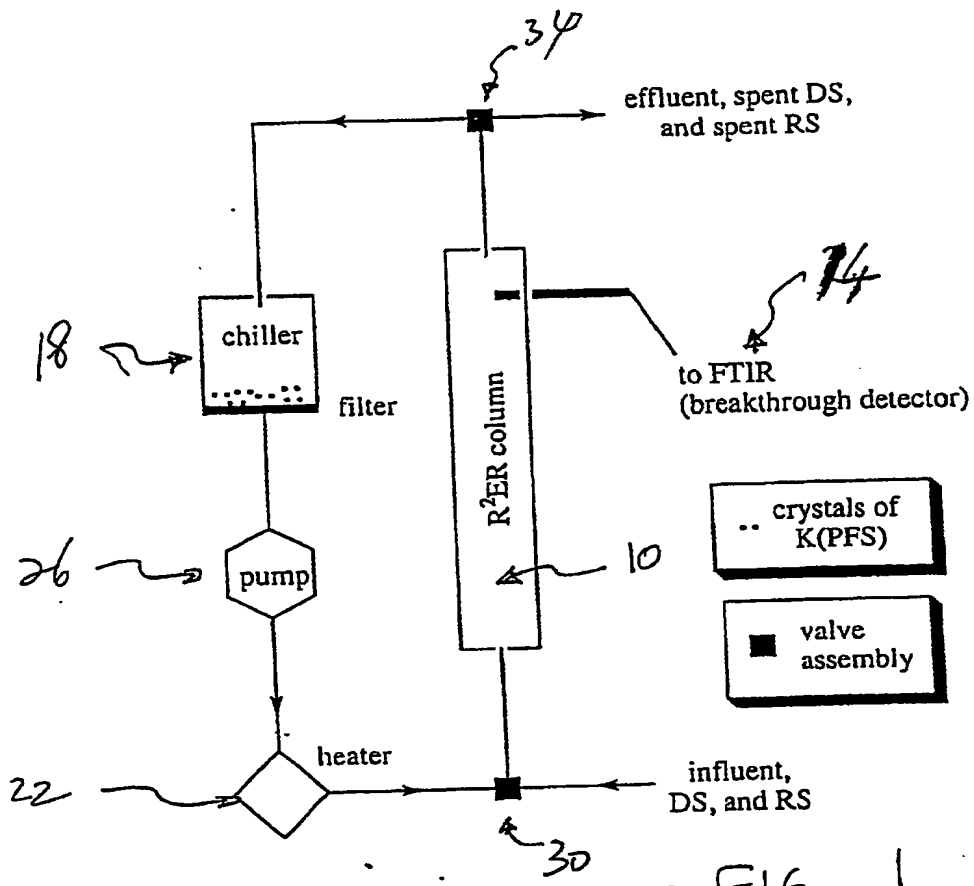 34
effluent, spent DS,
and spent RS
14
chiller
18
filter
to FTIR
(breakthrough detector)
R²ER column
crystals of
K(PFS)
26
pump
10
valve
assembly
heater
22
influent,
DS, and RS
30
FIG. 1